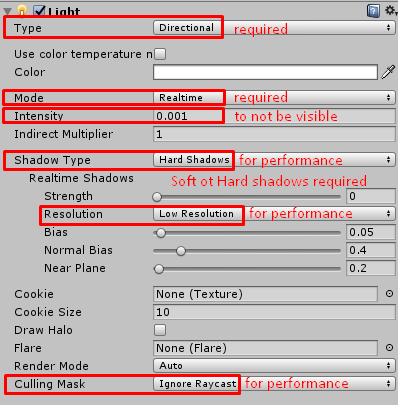 Light
Type Directional required
Use color temperature n
Color
Mode Realtime required
Intensity 0.001 to not be visible
Indirect Multiplier 1
Shadow Type Hard Shadows for performance
Realtime Shadows Soft ot Hard shadows required
Strength 0
Resolution Low Resolution for performance
Bias 0.05
Normal Bias 0.4
Near Plane 0.2
Cookie None (Texture)
Cookie Size 10
Draw Halo
Flare None (Flare)
Render Mode Auto
Culling Mask Ignore Raycast for performance